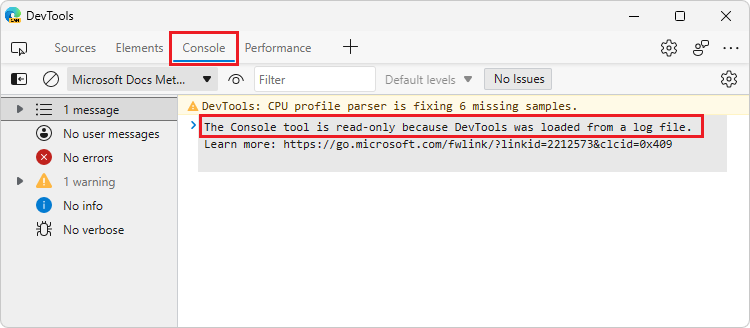 DevTools
Sources Elements Console Performance
Microsoft Docs Met... Filter Default levels No Issues
1 message
No user messages
No errors
1 warning
No info
No verbose
DevTools: CPU profile parser is fixing 6 missing samples.
The Console tool is read-only because DevTools was loaded from a log file.
Learn more: https://go.microsoft.com/fwlink/?linkid=2212573&clcid=0x409